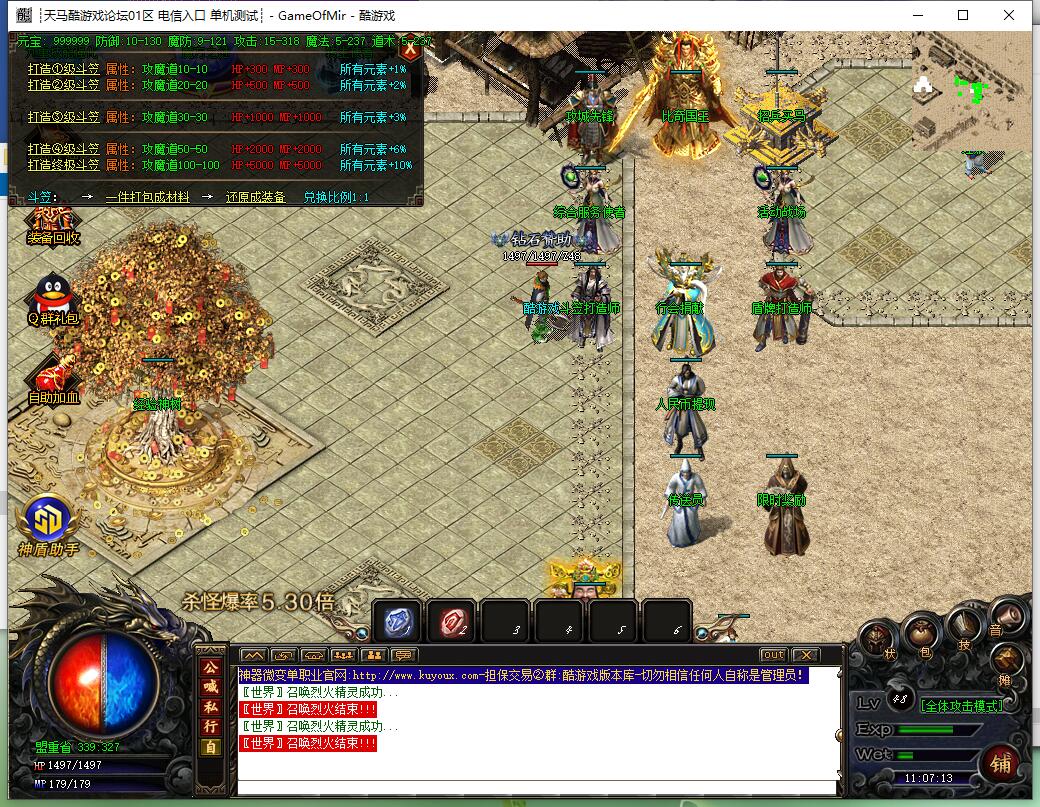 天马酷游戏论坛01区 电信入口 单机测试 - GameOfMir - 酷游戏
元宝: 999999 防御:10-130 魔防:9-121 攻击:15-318 魔法:5-237 道术:5-237
打造①级斗笠 属性: 攻魔道10-10 HP+300 MP+300 所有元素+1%
打造②级斗笠 属性: 攻魔道20-20 HP+500 MP+500 所有元素+2%
打造③级斗笠 属性: 攻魔道30-30 HP+1000 MP+1000 所有元素+3%
打造④级斗笠 属性: 攻魔道50-50 HP+2000 MP+2000 所有元素+6%
打造终极斗笠 属性: 攻魔道100-100 HP+5000 MP+5000 所有元素+10%
斗笠: → 一件打包成材料 → 还原成装备 兑换比例1:1
攻城先锋
比奇国王
招兵买马
装备回收
综合服务使者
活动战场
钻石赞助
1497/1497/Z48
Q群礼包
酷游戏
斗笠打造师
行会捐献
盾牌打造师
自助加血
经验神树
人民币提现
传送员
限时奖励
神盾助手
杀怪爆率5.30倍
1
2
3
4
5
6
out
公
喊
私
行
自
神器微变单职业官网:http://www.kuyoux.com-担保交易②群:酷游戏版本库-切勿相信任何人自称是管理员!
〖世界〗召唤烈火精灵成功...
〖世界〗召唤烈火结束!!!
〖世界〗召唤烈火精灵成功...
〖世界〗召唤烈火结束!!!
盟重省 339:327
HP 1497/1497
MP 179/179
状
包
技
音
摊
Lv 48
[全体攻击模式]
Exp
Wet
铺
11:07:13